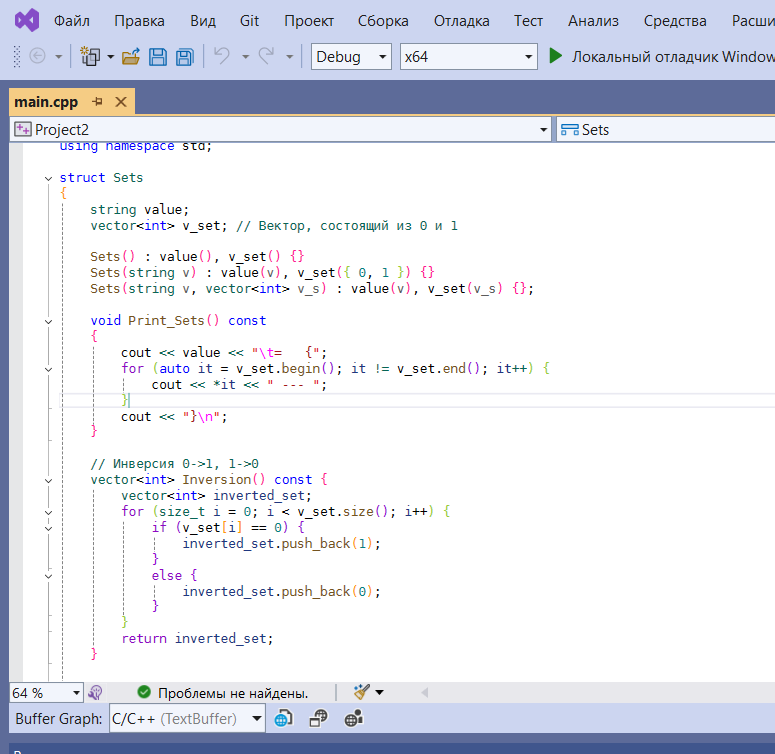 Файл Правка Вид Git Проект Сборка Отладка Тест Анализ Средства Расши
Debug x64 Локальный отладчик Window
main.cpp
Project2 Sets
using namespace std;
struct Sets
{
string value;
vector<int> v_set; // Вектор, состоящий из 0 и 1
Sets() : value(), v_set() {}
Sets(string v) : value(v), v_set({ 0, 1 }) {}
Sets(string v, vector<int> v_s) : value(v), v_set(v_s) {};
void Print_Sets() const
{
cout << value << "\t=   {";
for (auto it = v_set.begin(); it != v_set.end(); it++) {
cout << *it << " --- ";
}
cout << "}\n";
}
// Инверсия 0->1, 1->0
vector<int> Inversion() const {
vector<int> inverted_set;
for (size_t i = 0; i < v_set.size(); i++) {
if (v_set[i] == 0) {
inverted_set.push_back(1);
}
else {
inverted_set.push_back(0);
}
}
return inverted_set;
}
64 % Проблемы не найдены.
Buffer Graph: C/C++ (TextBuffer)